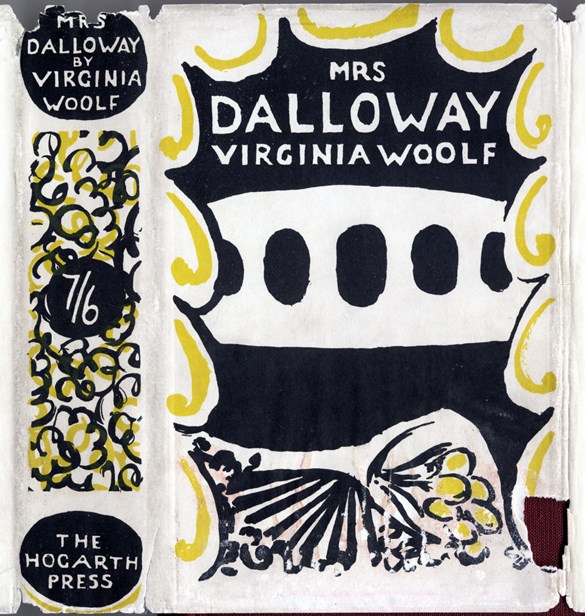 MRS
DALLOWAY
BY
VIRGINIA
WOOLF
7/6
THE
HOGARTH
PRESS
MRS
DALLOWAY
VIRGINIA WOOLF